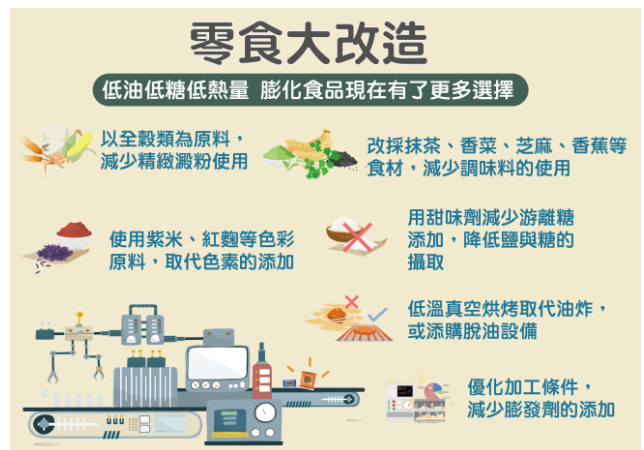 零食大改造
低油低糖低熱量 膨化食品現在有了更多選擇
以全穀類為原料，
減少精緻澱粉使用
改採抹茶、香菜、芝麻、香蕉等
食材，減少調味料的使用
使用紫米、紅麴等色彩
原料，取代色素的添加
用甜味劑減少游離糖
添加，降低鹽與糖的
攝取
低溫真空烘烤取代油炸，
或添購脫油設備
優化加工條件，
減少膨發劑的添加